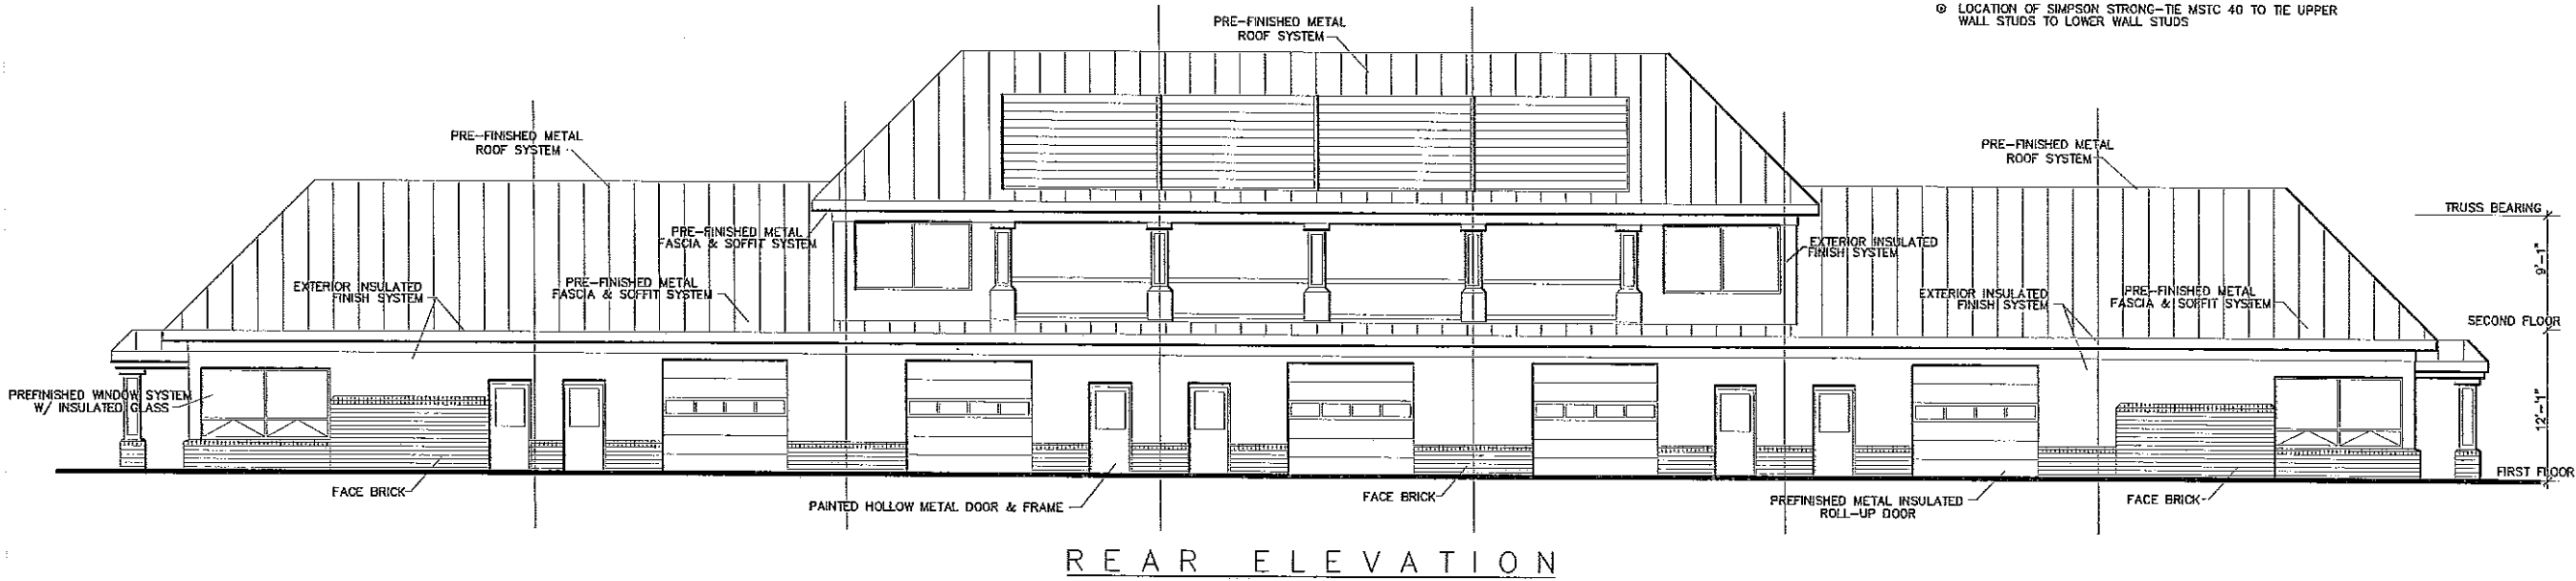 ⊙ LOCATION OF SIMPSON STRONG-TIE MSTC 40 TO TIE UPPER
WALL STUDS TO LOWER WALL STUDS
PRE-FINISHED METAL
ROOF SYSTEM
PRE-FINISHED METAL
ROOF SYSTEM
PRE-FINISHED METAL
ROOF SYSTEM
TRUSS BEARING
PRE-FINISHED METAL
FASCIA & SOFFIT SYSTEM
EXTERIOR INSULATED
FINISH SYSTEM
9'-1"
PRE-FINISHED METAL
FASCIA & SOFFIT SYSTEM
EXTERIOR INSULATED
FINISH SYSTEM
EXTERIOR INSULATED
FINISH SYSTEM
PRE-FINISHED METAL
FASCIA & SOFFIT SYSTEM
SECOND FLOOR
PREFINISHED WINDOW SYSTEM
W/ INSULATED GLASS
12'-1"
FIRST FLOOR
FACE BRICK
PAINTED HOLLOW METAL DOOR & FRAME
FACE BRICK
PREFINISHED METAL INSULATED
ROLL-UP DOOR
FACE BRICK
REAR ELEVATION